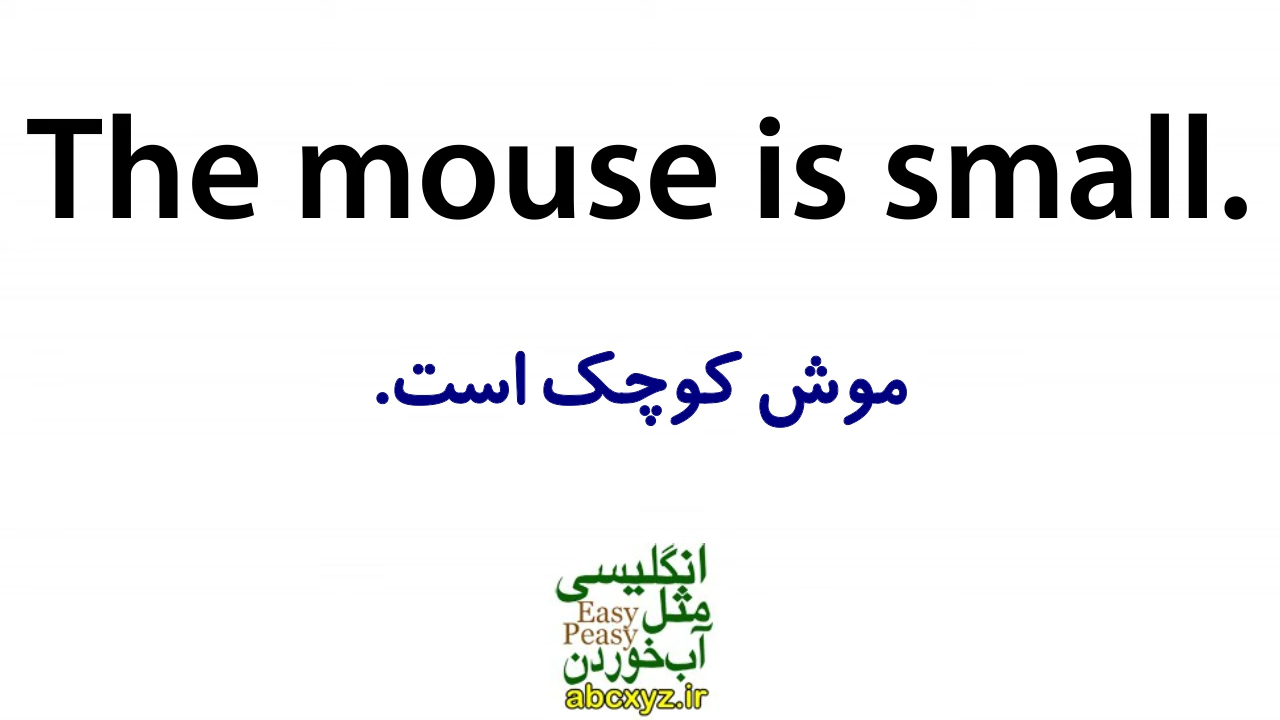 The mouse is small.
موش کوچک است.
انگلیسی
مثل Easy
Peasy
آب‌خوردن
abcxyz.ir